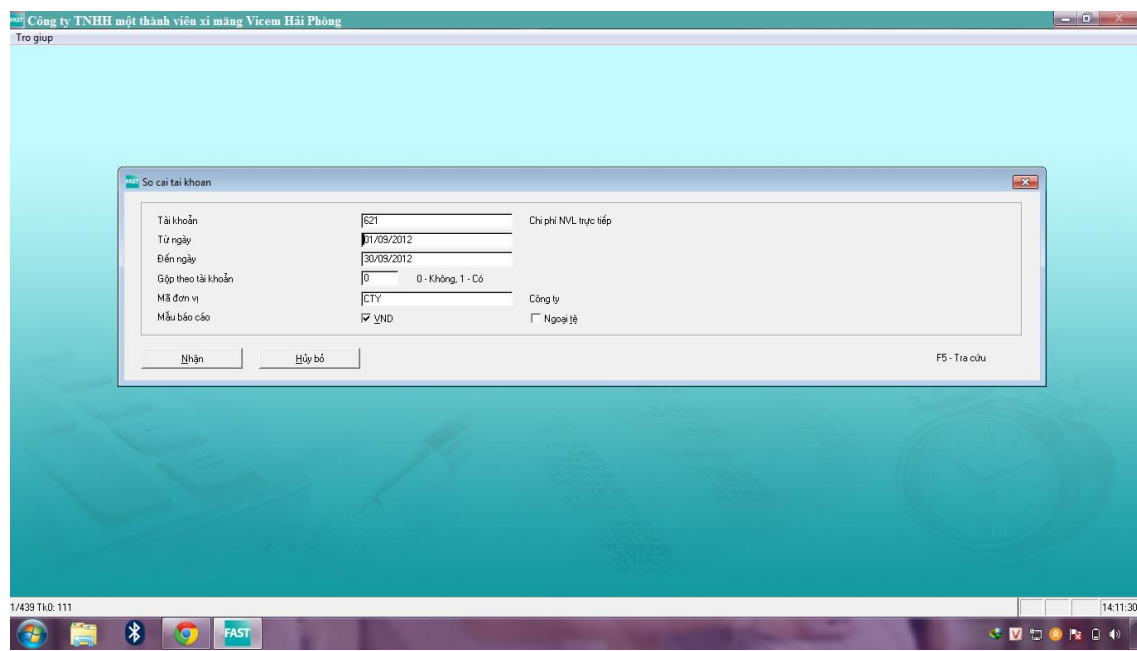 FAST Công ty TNHH một thành viên xi măng Vicem Hải Phòng
Tro giup
FAST So cai tai khoan
Tài khoản 621 Chi phí NVL trực tiếp
Từ ngày 01/09/2012
Đến ngày 30/09/2012
Gộp theo tài khoản 0 0 - Không, 1 - Có
Mã đơn vị CTY Công ty
Mẫu báo cáo VND Ngoại tệ
Nhận Hủy bỏ F5 - Tra cứu
1/439 Tk0: 111 14:11:30
FAST V